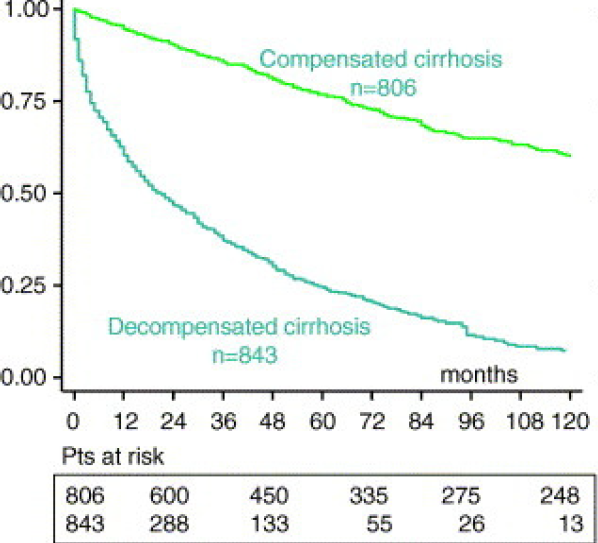 1.00
Compensated cirrhosis
n=806
0.75
0.50
0.25
Decompensated cirrhosis
n=843
0.00
months
0 12 24 36 48 60 72 84 96 108 120
Pts at risk
806 600 450 335 275 248
843 288 133 55 26 13